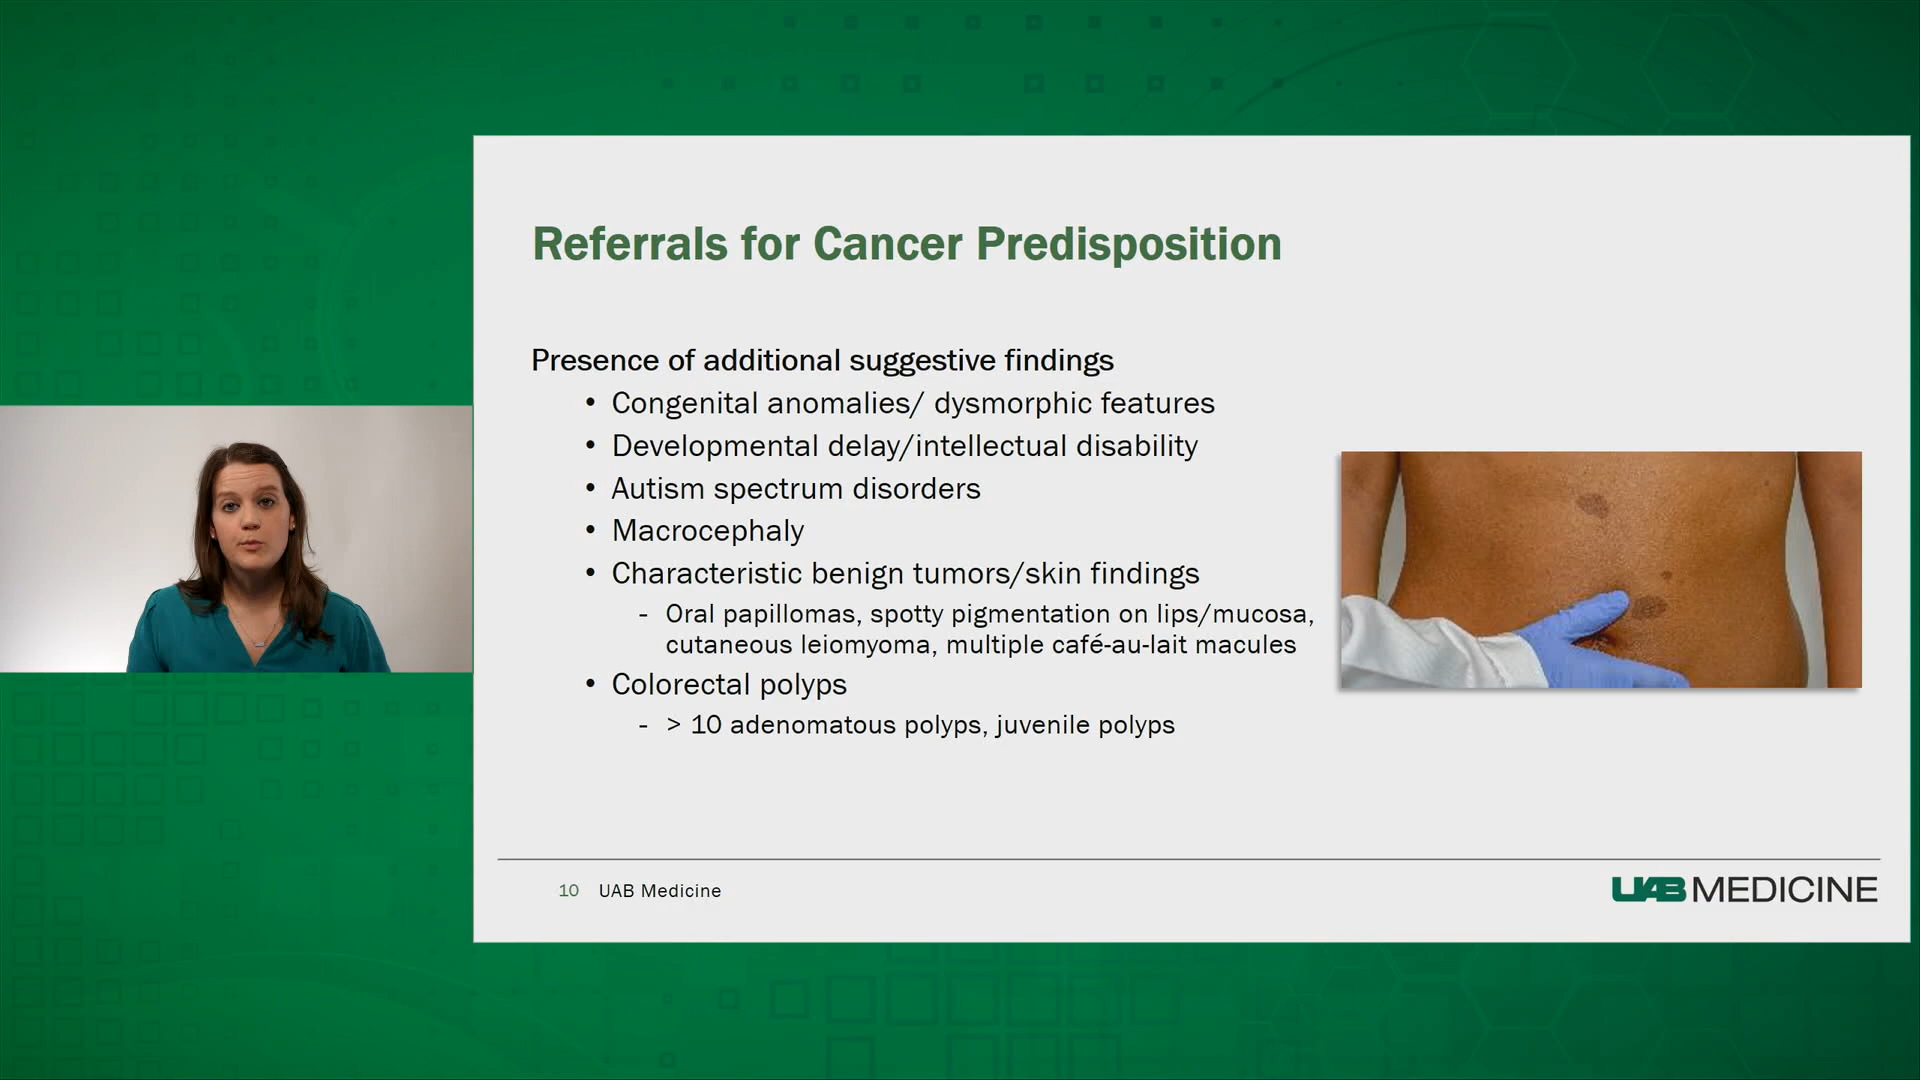 Referrals for Cancer Predisposition
Presence of additional suggestive findings
• Congenital anomalies/ dysmorphic features
• Developmental delay/intellectual disability
• Autism spectrum disorders
• Macrocephaly
• Characteristic benign tumors/skin findings
- Oral papillomas, spotty pigmentation on lips/mucosa,
cutaneous leiomyoma, multiple café-au-lait macules
• Colorectal polyps
- > 10 adenomatous polyps, juvenile polyps
10 UAB Medicine
UAB MEDICINE